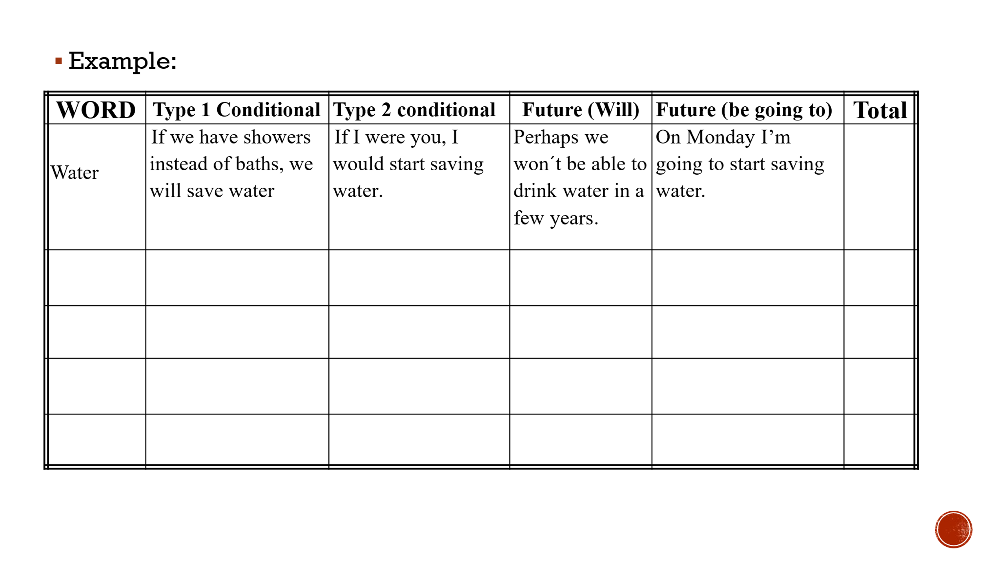 Example:
WORD
Type 1 Conditional
Type 2 conditional
Future (Will)
Future (be going to)
Total
Water
If we have showers
instead of baths, we
will save water
If I were you, I
would start saving
water.
Perhaps we
won´t be able to
drink water in a
few years.
On Monday I’m
going to start saving
water.